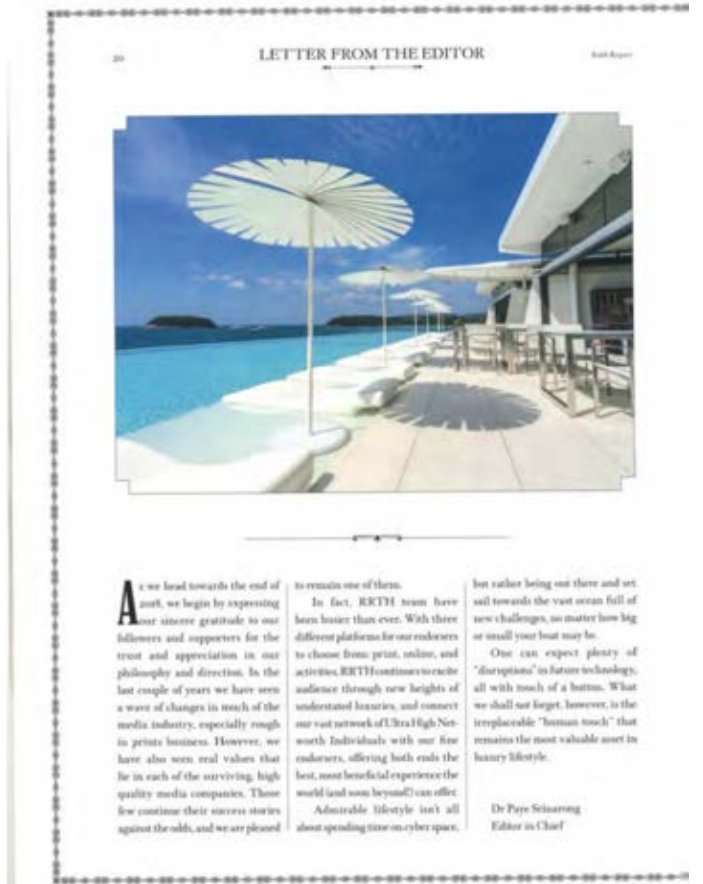 20
LETTER FROM THE EDITOR
Robb Report
As we head towards the end of
2018, we begin by expressing
our sincere gratitude to our
followers and supporters for the
trust and appreciation in our
philosophy and direction. In the
last couple of years we have seen
a wave of changes in much of the
media industry, especially rough
in prints business. However, we
have also seen real values that
lie in each of the surviving, high
quality media companies. Those
few continue their success stories
against the odds, and we are pleased
to remain one of them.
In fact, RRTH team have
been busier than ever. With three
different platforms for our endorsers
to choose from: print, online, and
activities, RRTH continues to excite
audience through new heights of
understated luxuries, and connect
our vast network of Ultra High Net-
worth Individuals with our fine
endorsers, offering both ends the
best, most beneficial experience the
world (and soon beyond!) can offer.
Admirable lifestyle isn't all
about spending time on cyber space,
but rather being out there and set
sail towards the vast ocean full of
new challenges, no matter how big
or small your boat may be.
One can expect plenty of
"disruptions" in future technology,
all with touch of a button. What
we shall not forget, however, is the
irreplaceable "human touch" that
remains the most valuable asset in
luxury lifestyle.
Dr Paye Srinarong
Editor in Chief